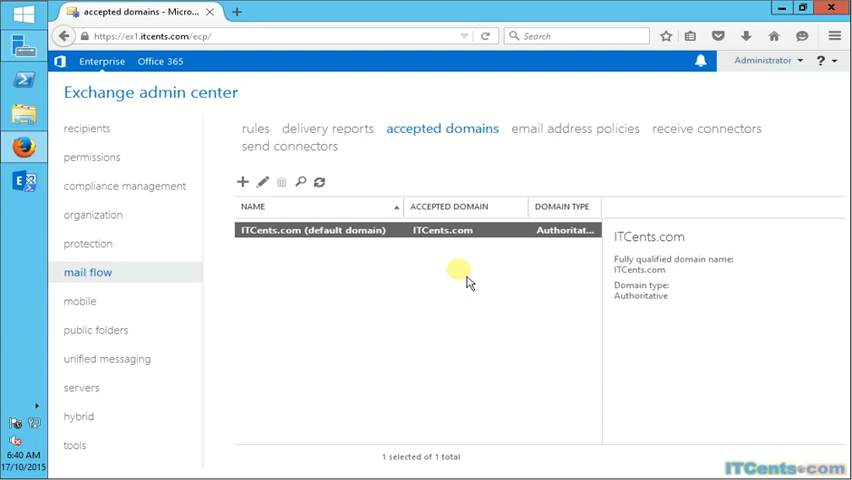 accepted domains - Micro...
https://ex1.itcents.com/ecp/
Search
Enterprise Office 365
Administrator ?
Exchange admin center
recipients
permissions
compliance management
organization
protection
mail flow
mobile
public folders
unified messaging
servers
hybrid
tools
rules delivery reports accepted domains email address policies receive connectors
send connectors
NAME ACCEPTED DOMAIN DOMAIN TYPE
ITCents.com (default domain) ITCents.com Authoritat...
ITCents.com
Fully qualified domain name:
ITCents.com
Domain type:
Authoritative
1 selected of 1 total
6:40 AM
17/10/2015
ITCents.com